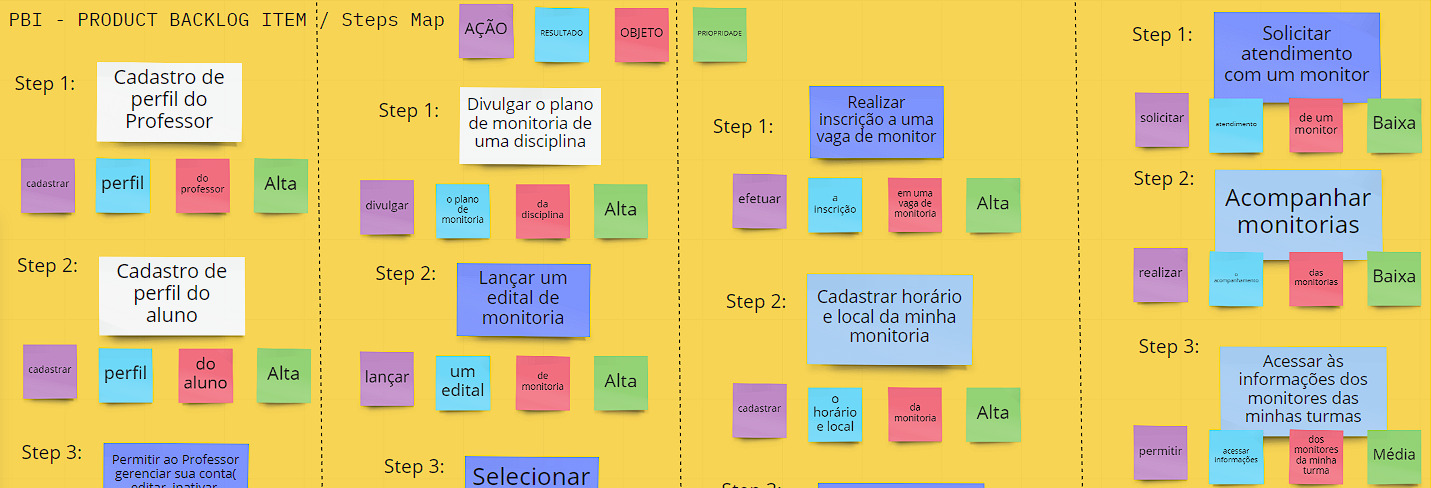 PBI - PRODUCT BACKLOG ITEM / Steps Map
AÇÃO
RESULTADO
OBJETO
PRIOPRIDADE
Step 1:
Cadastro de
perfil do
Professor
cadastrar
perfil
do
professor
Alta
Step 2:
Cadastro de
perfil do
aluno
cadastrar
perfil
do
aluno
Alta
Step 3:
Permitir ao Professor
gerenciar sua conta(
editar, inativar
Step 1:
Divulgar o plano
de monitoria de
uma disciplina
divulgar
o plano
de
monitoria
da
disciplina
Alta
Step 2:
Lançar um
edital de
monitoria
lançar
um
edital
de
monitoria
Alta
Step 3:
Selecionar
Step 1:
Realizar
inscrição a uma
vaga de monitor
efetuar
a
inscrição
em uma
vaga de
monitoria
Alta
Step 2:
Cadastrar horário
e local da minha
monitoria
cadastrar
o
horário
e local
da
monitoria
Alta
Step 3:
Step 1:
Solicitar
atendimento
com um monitor
solicitar
atendimento
de um
monitor
Baixa
Step 2:
Acompanhar
monitorias
realizar
o
acompanhamento
das
monitorias
Baixa
Step 3:
Acessar às
informações dos
monitores das
minhas turmas
permitir
acessar
informações
dos
monitores
da minha
turma
Média